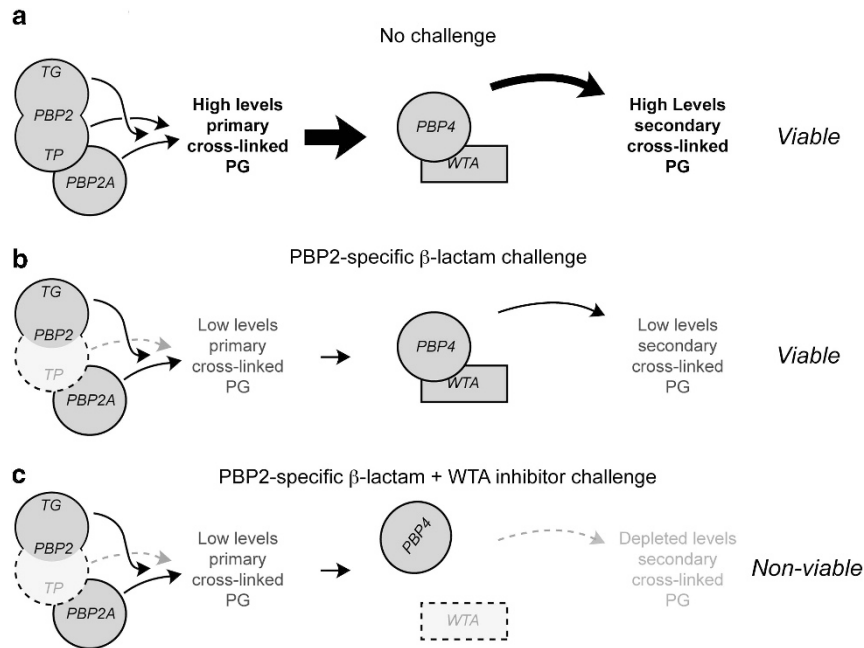 a
No challenge
TG
PBP2
TP
PBP2A
High levels
primary
cross-linked
PG
PBP4
WTA
High Levels
secondary
cross-linked
PG
Viable
b
PBP2-specific β-lactam challenge
TG
PBP2
TP
PBP2A
Low levels
primary
cross-linked
PG
PBP4
WTA
Low levels
secondary
cross-linked
PG
Viable
c
PBP2-specific β-lactam + WTA inhibitor challenge
TG
PBP2
TP
PBP2A
Low levels
primary
cross-linked
PG
PBP4
WTA
Depleted levels
secondary
cross-linked
PG
Non-viable